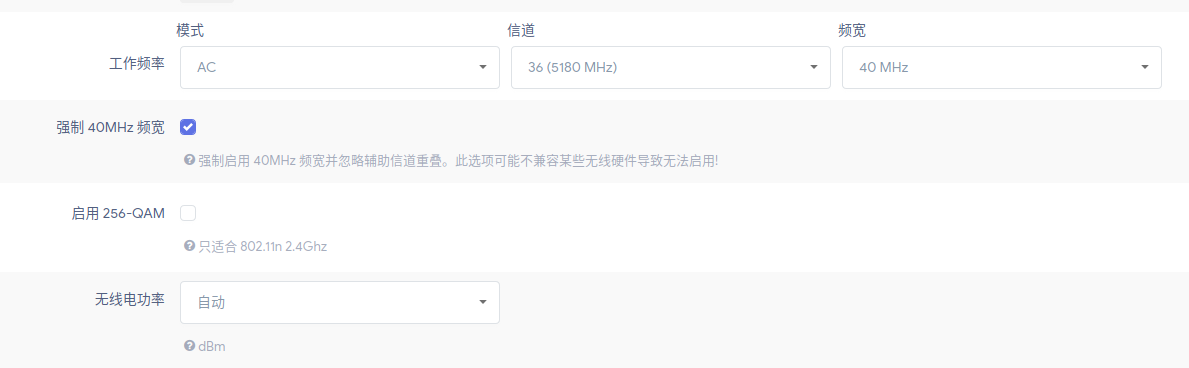 模式 信道 频宽
工作频率 AC 36 (5180 MHz) 40 MHz
强制 40MHz 频宽
强制启用 40MHz 频宽并忽略辅助信道重叠。此选项可能不兼容某些无线硬件导致无法启用!
启用 256-QAM
只适合 802.11n 2.4Ghz
无线电功率 自动
dBm